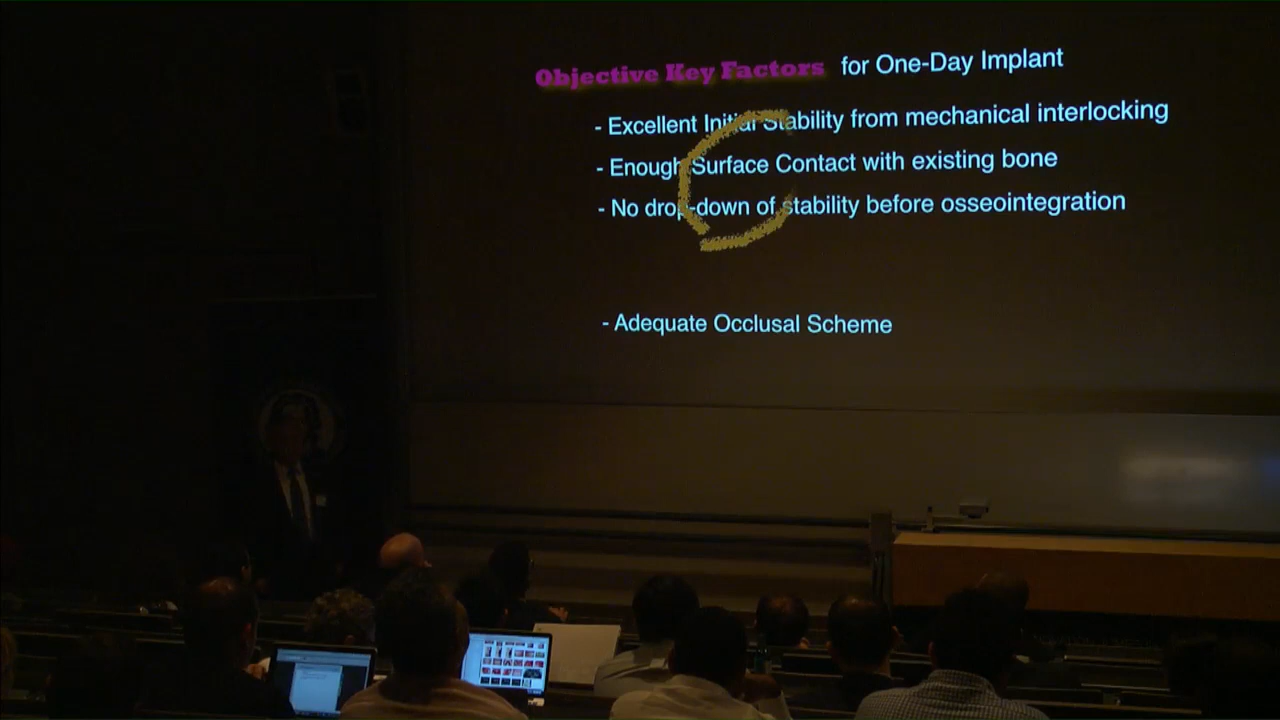 Objective Key Factors for One-Day Implant
- Excellent Initial Stability from mechanical interlocking
- Enough Surface Contact with existing bone
- No drop-down of stability before osseointegration
- Adequate Occlusal Scheme